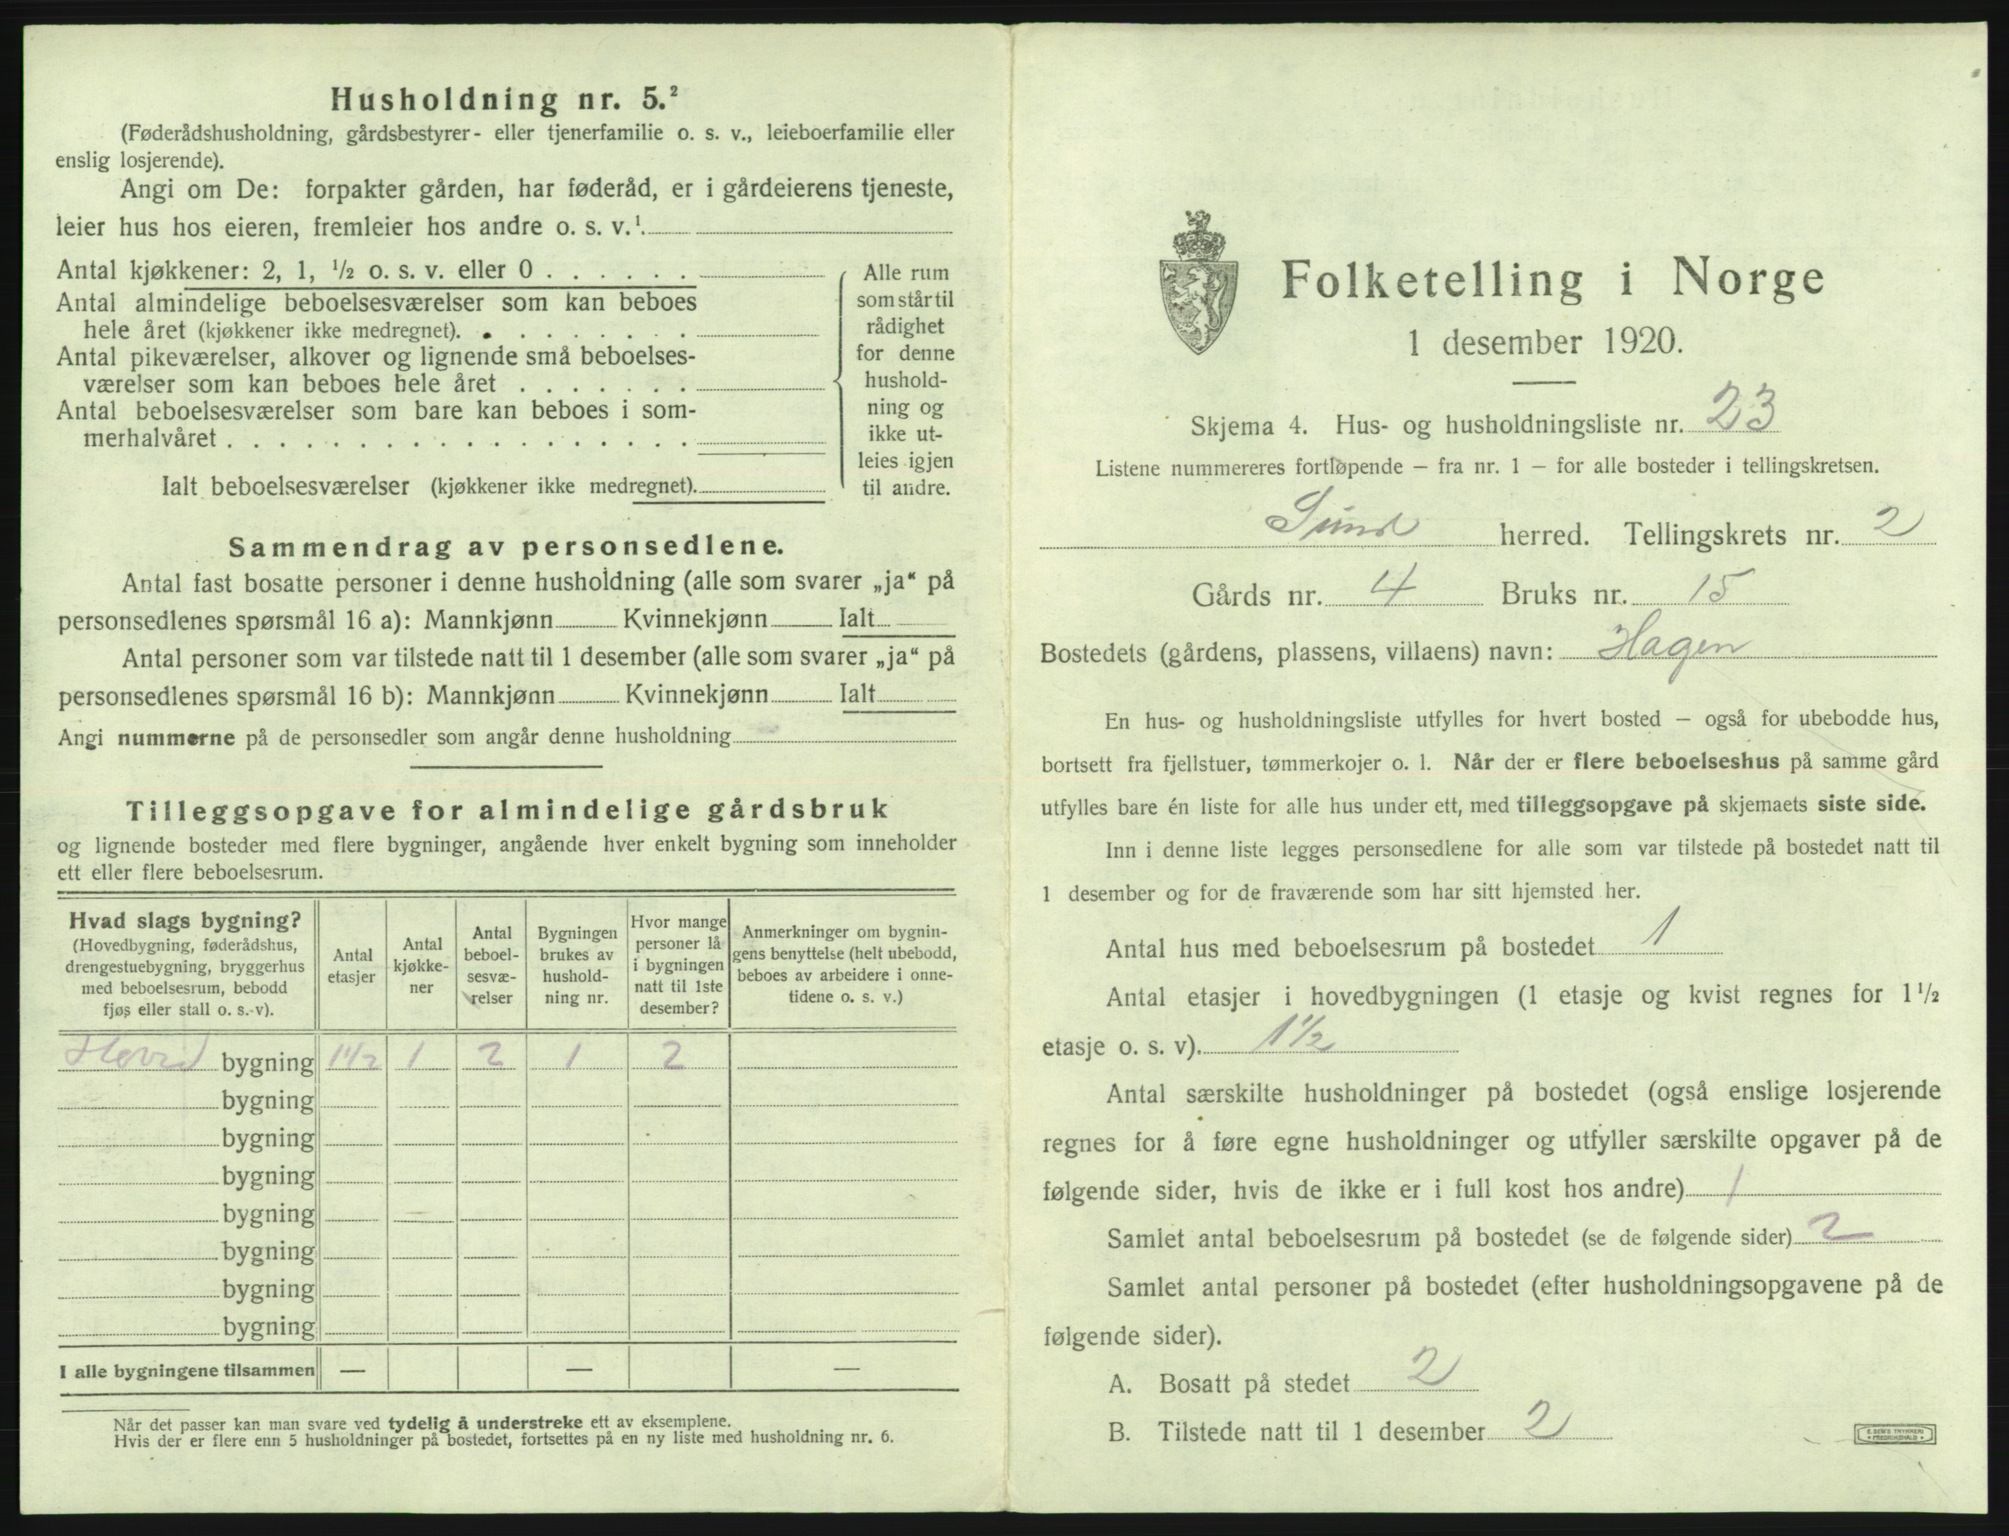 Husholdning nr. 5.²
(Føderådshusholdning, gårdsbestyrer- eller tjenerfamilie o. s. v., leieboerfamilie eller
enslig losjerende).
Angi om De: forpakter gården, har føderåd, er i gårdeierens tjeneste,
leier hus hos eieren, fremleier hos andre o. s. v.¹.
Antal kjøkkener: 2, 1, ½ o. s. v. eller 0 . . . . . .
Antal almindelige beboelsesværelser som kan beboes
hele året (kjøkkener ikke medregnet). . . . . . . . .
Antal pikeværelser, alkover og lignende små beboelses-
værelser som kan beboes hele året . . . . . . .
Antal beboelsesværelser som bare kan beboes i som-
merhalvåret . . . . . . . . . . . . . . . . . .
Ialt beboelsesværelser (kjøkkener ikke medregnet).
Alle rum
som står til
rådighet
for denne
hushold-
ning og
ikke ut-
leies igjen
til andre.
Sammendrag av personsedlene.
Antal fast bosatte personer i denne husholdning (alle som svarer „ja“ på
personsedlenes spørsmål 16 a): Mannkjønn Kvinnekjønn Ialt
Antal personer som var tilstede natt til 1 desember (alle som svarer „ja“ på
personsedlenes spørsmål 16 b): Mannkjønn Kvinnekjønn Ialt
Angi nummerne på de personsedler som angår denne husholdning
Tilleggsopgave for almindelige gårdsbruk
og lignende bosteder med flere bygninger, angående hver enkelt bygning som inneholder
ett eller flere beboelsesrum.
Hvad slags bygning?
(Hovedbygning, føderådshus,
drengestuebygning, bryggerhus
med beboelsesrum, bebodd
fjøs eller stall o. s. v).
Antal
etasjer
Antal
kjøkke-
ner
Antal
beboel-
sesvæ-
relser
Bygningen
brukes av
hushold-
ning nr.
Hvor mange
personer lå
i bygningen
natt til 1ste
desember?
Anmerkninger om bygnin-
gens benyttelse (helt ubebodd,
beboes av arbeidere i onne-
tidene o. s. v.)
Hoved bygning 1½ 1 2 1 2
bygning
bygning
bygning
bygning
bygning
bygning
bygning
I alle bygningene tilsammen — — —
Når det passer kan man svare ved tydelig å understreke ett av eksemplene.
Hvis der er flere enn 5 husholdninger på bostedet, fortsettes på en ny liste med husholdning nr. 6.
Folketelling i Norge
1 desember 1920.
Skjema 4. Hus- og husholdningsliste nr. 23
Listene nummereres fortløpende — fra nr. 1 — for alle bosteder i tellingskretsen.
Sund herred. Tellingskrets nr. 2
Gårds nr. 4 Bruks nr. 15
Bostedets (gårdens, plassens, villaens) navn: Hagen
En hus- og husholdningsliste utfylles for hvert bosted — også for ubebodde hus,
bortsett fra fjellstuer, tømmerkojer o. l. Når der er flere beboelseshus på samme gård
utfylles bare én liste for alle hus under ett, med tilleggsopgave på skjemaets siste side.
Inn i denne liste legges personsedlene for alle som var tilstede på bostedet natt til
1 desember og for de fraværende som har sitt hjemsted her.
Antal hus med beboelsesrum på bostedet 1
Antal etasjer i hovedbygningen (1 etasje og kvist regnes for 1½
etasje o. s. v). 1½
Antal særskilte husholdninger på bostedet (også enslige losjerende
regnes for å føre egne husholdninger og utfyller særskilte opgaver på de
følgende sider, hvis de ikke er i full kost hos andre) 1
Samlet antal beboelsesrum på bostedet (se de følgende sider) 2
Samlet antal personer på bostedet (efter husholdningsopgavene på de
følgende sider).
A. Bosatt på stedet 2
B. Tilstede natt til 1 desember 2
E. SEM'S TRYKKERI
FREDRIKSHALD